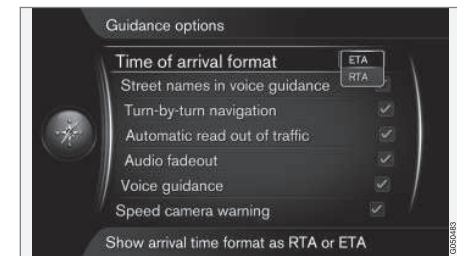 Guidance options
Time of arrival format
ETA
RTA
Street names in voice guidance
Turn-by-turn navigation
Automatic read out of traffic
Audio fadeout
Voice guidance
Speed camera warning
Show arrival time format as RTA or ETA
G050483